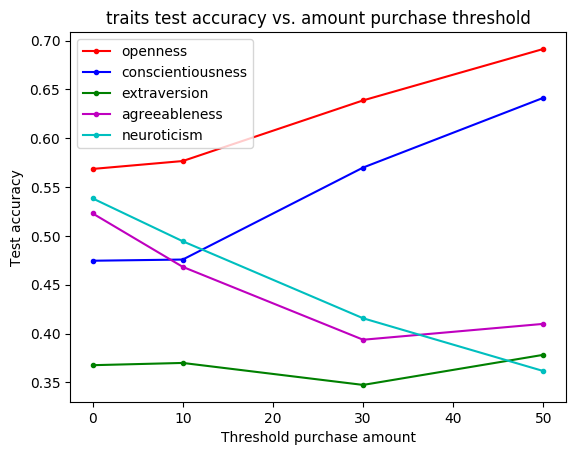 traits test accuracy vs. amount purchase threshold
0.70
0.65
0.60
0.55
0.50
0.45
0.40
0.35
Test accuracy
openness
conscientiousness
extraversion
agreeableness
neuroticism
0 10 20 30 40 50
Threshold purchase amount